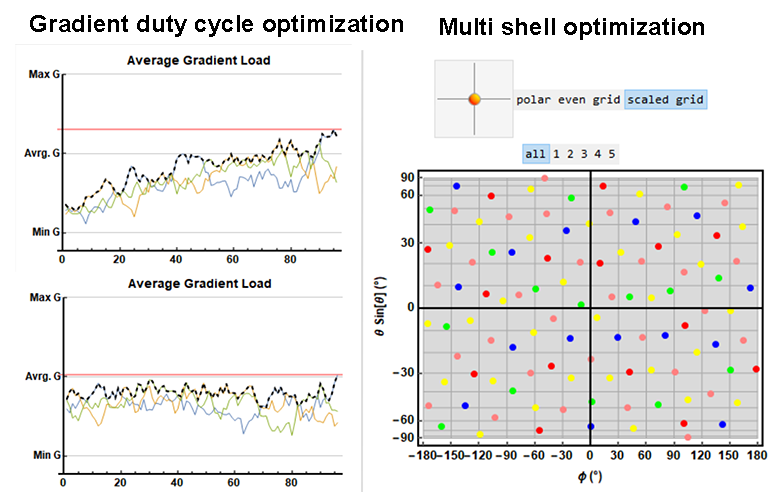 Gradient duty cycle optimization
Multi shell optimization
Average Gradient Load
Max G
Avrg. G
Min G
0 20 40 60 80
Average Gradient Load
Max G
Avrg. G
Min G
0 20 40 60 80
polar even grid scaled grid
all 1 2 3 4 5
90
60
30
0
-30
-60
-90
θ Sin[θ] (°)
-180 -150 -120 -90 -60 -30 0 30 60 90 120 150 180
ϕ (°)